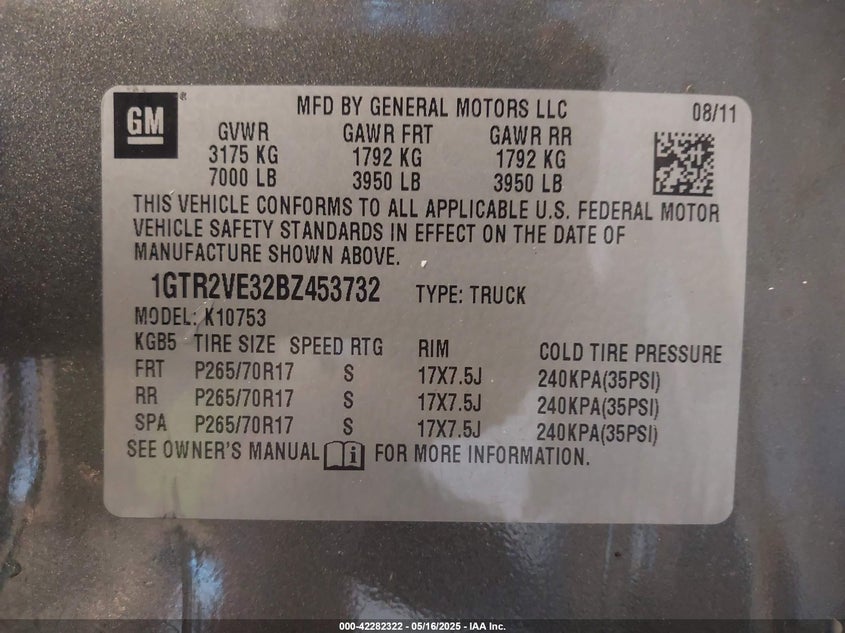 GM
MFD BY GENERAL MOTORS LLC 08/11
GVWR GAWR FRT GAWR RR
3175 KG 1792 KG 1792 KG
7000 LB 3950 LB 3950 LB
THIS VEHICLE CONFORMS TO ALL APPLICABLE U.S. FEDERAL MOTOR
VEHICLE SAFETY STANDARDS IN EFFECT ON THE DATE OF
MANUFACTURE SHOWN ABOVE.
1GTR2VE32BZ453732 TYPE: TRUCK
MODEL: K10753
KGB5 TIRE SIZE SPEED RTG RIM COLD TIRE PRESSURE
FRT P265/70R17 S 17X7.5J 240KPA(35PSI)
RR P265/70R17 S 17X7.5J 240KPA(35PSI)
SPA P265/70R17 S 17X7.5J 240KPA(35PSI)
SEE OWNER'S MANUAL FOR MORE INFORMATION.
000-42282322 - 05/16/2025 - IAA Inc.